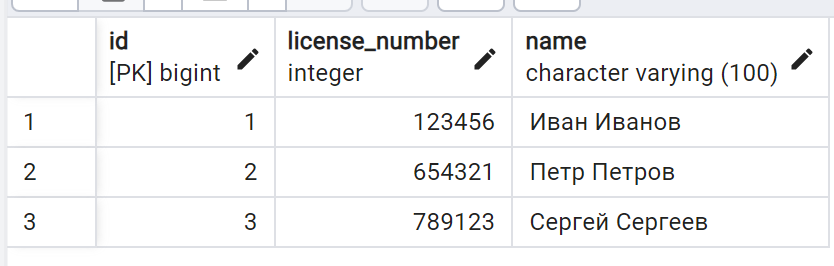 id license_number name
[PK] bigint integer character varying (100)
1 1 123456 Иван Иванов
2 2 654321 Петр Петров
3 3 789123 Сергей Сергеев